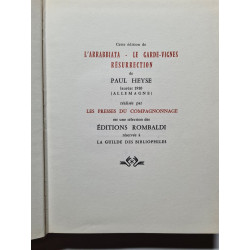 Cette édition de
L'ARRABBIATA - LE GARDE-VIGNES
RÉSURRECTION
de
PAUL HEYSE
lauréat 1910
(ALLEMAGNE)
réalisée par
LES PRESSES DU COMPAGNONNAGE
est une sélection des
ÉDITIONS ROMBALDI
réservée à
LA GUILDE DES BIBLIOPHILES